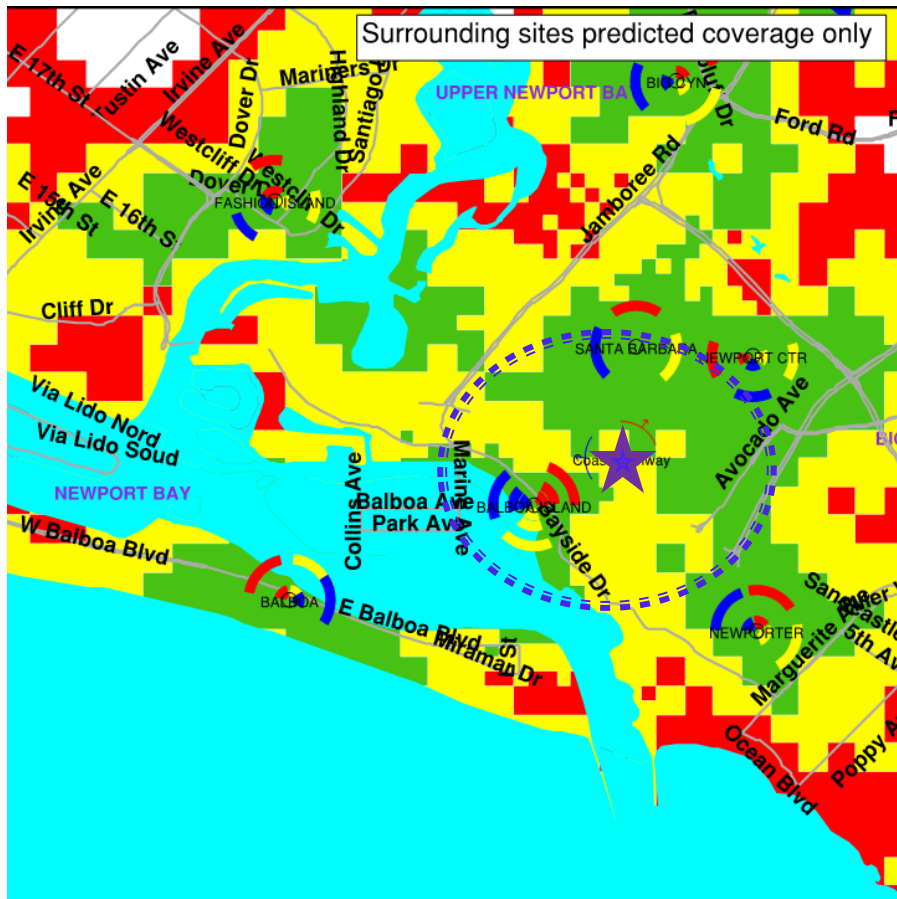 Surrounding sites predicted coverage only
E 17th St
Tustin Ave
Irvine Ave
Dover Dr
Mariners Dr
Highland Dr
UPPER NEWPORT BA
Ford Rd
Westcliff Dr
Westcliff Dr
FASHION ISLAND
Jamboree Rd
E 15th St
E 16th St
Irvine Ave
Cliff Dr
SANTA BARBARA
NEWPORT CTR
Via Lido Nord
Via Lido Soud
Avocado Ave
NEWPORT BAY
Collins Ave
Marine Ave
Balboa Ave
Park Ave
BALBOA ISLAND
Bayside Dr
W Balboa Blvd
BALBOA
E Balboa Blvd
Miramar Dr
NEWPORTER
Marguerite Ave
5th Av
Ocean Blvd
Poppy A